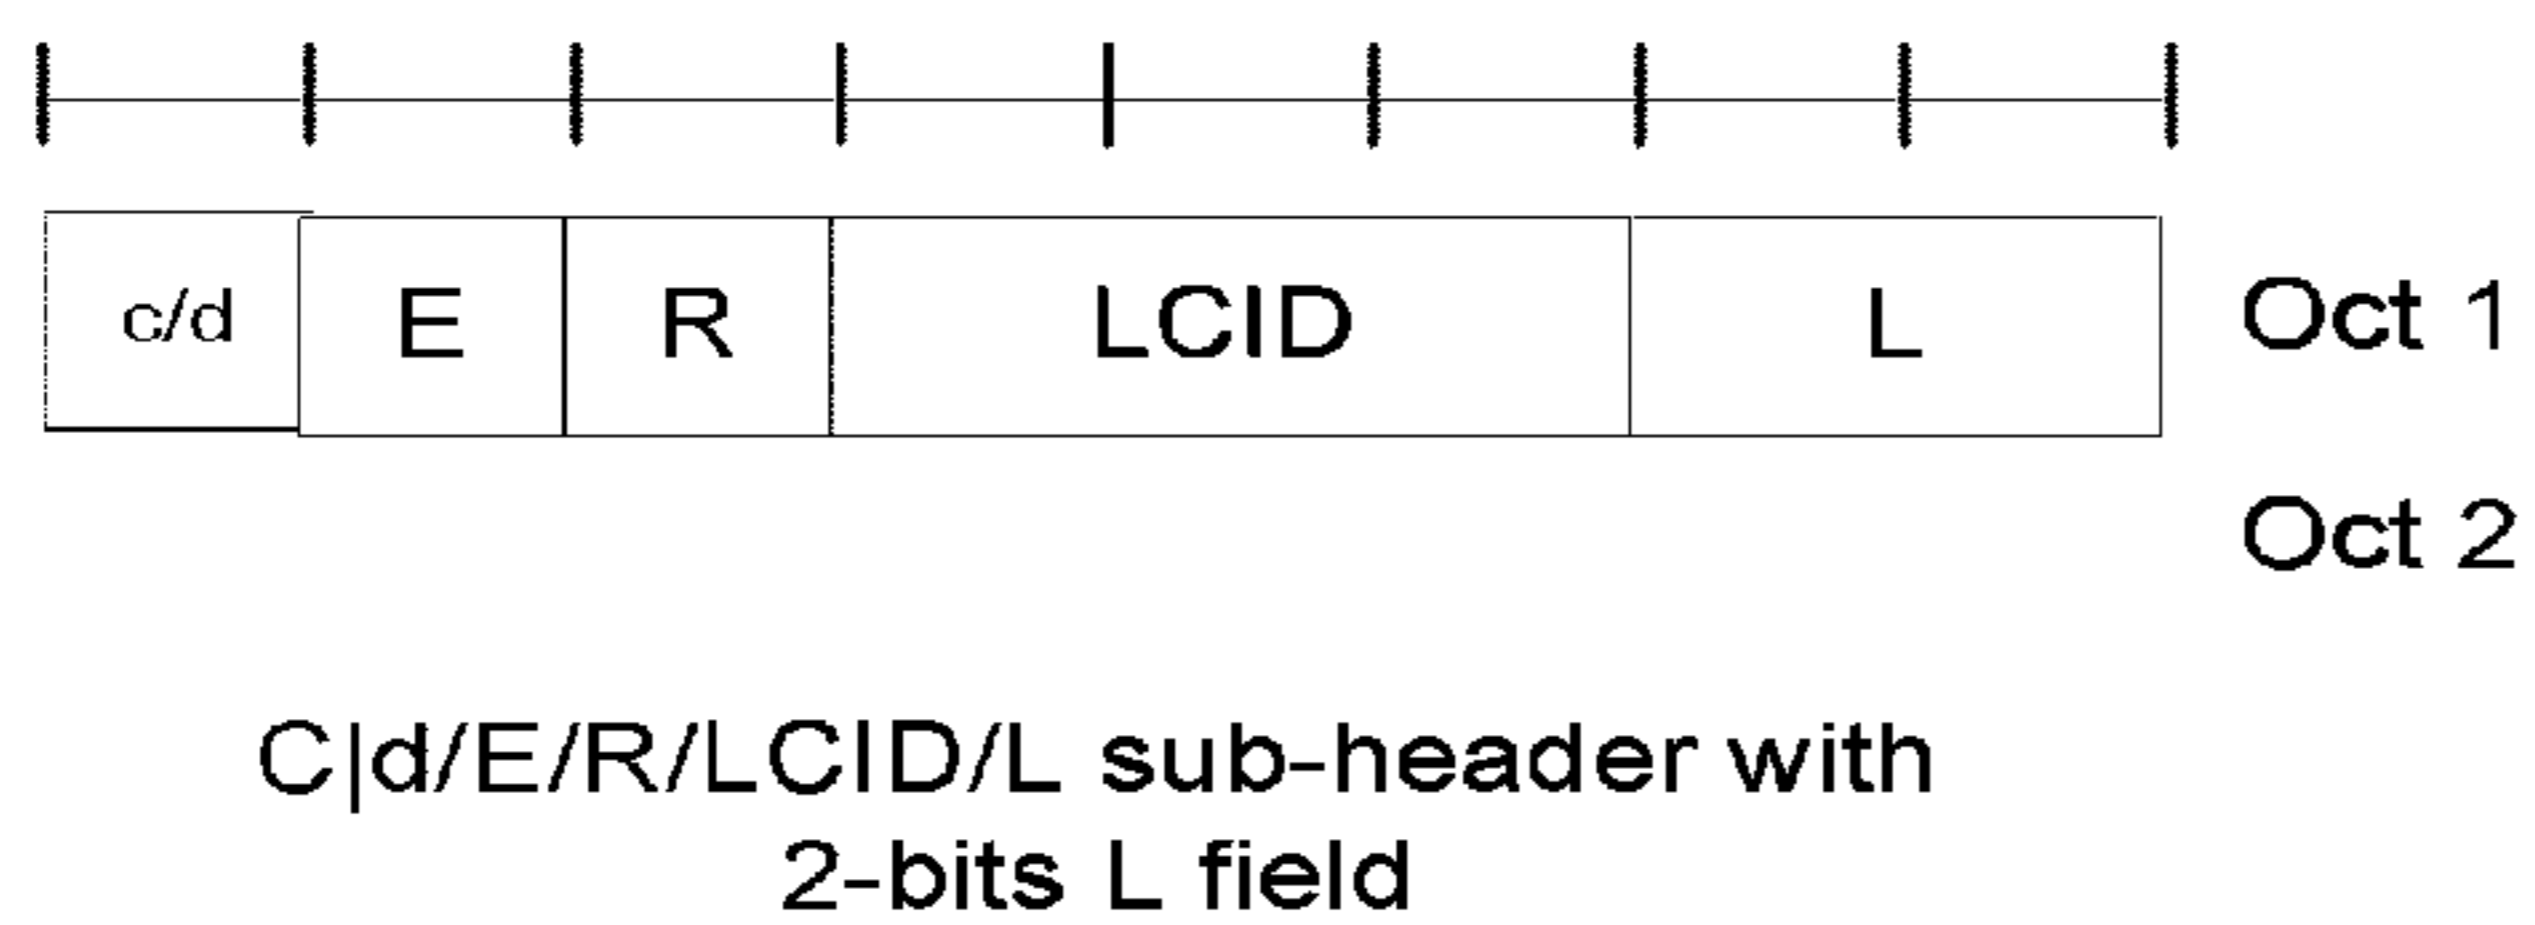 c/d E R LCID L Oct 1
Oct 2
C|d/E/R/LCID/L sub-header with
2-bits L field